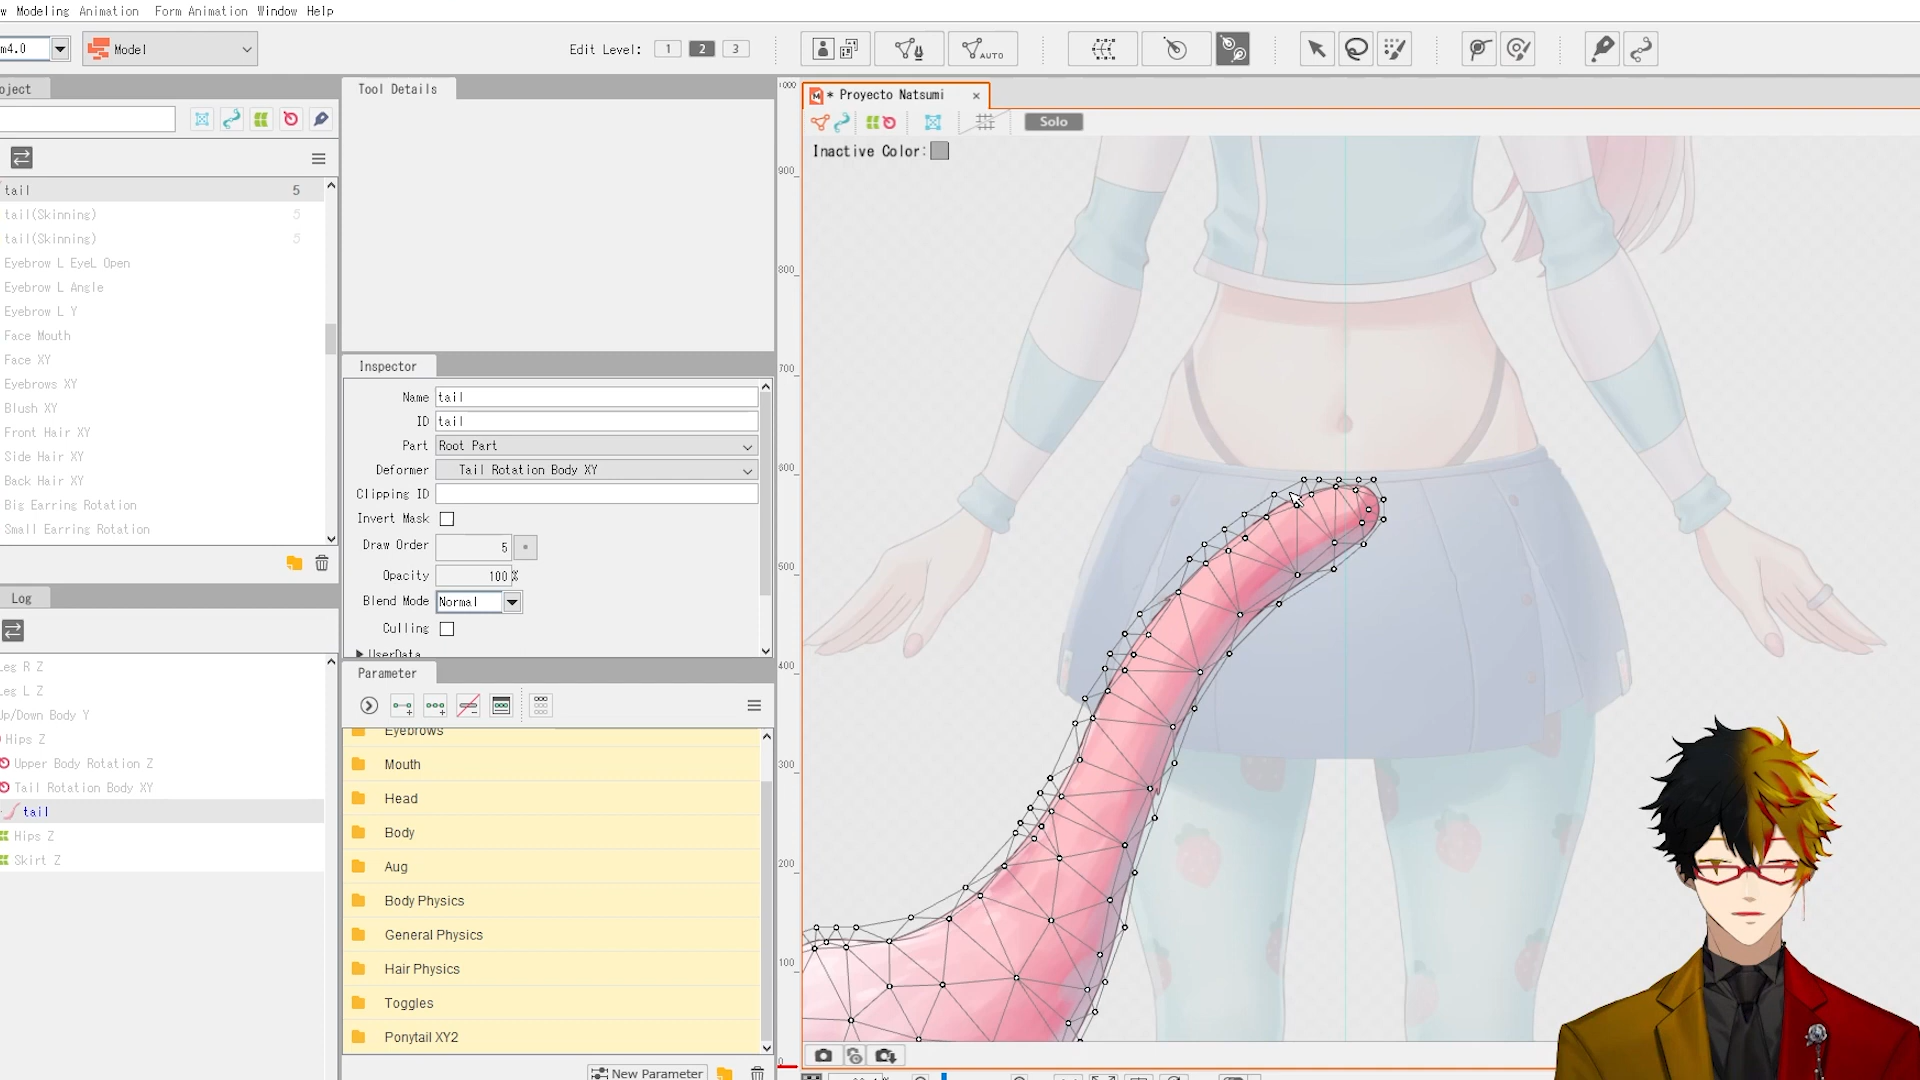 w Modeling Animation Form Animation Window Help
m4.0
Model
Edit Level: 1 2 3
AUTO
oject
Tool Details
* Proyecto Natsumi
Solo
Inactive Color:
tail 5
tail(Skinning) 5
tail(Skinning) 5
Eyebrow L EyeL Open
Eyebrow L Angle
Eyebrow L Y
Face Mouth
Face XY
Eyebrows XY
Blush XY
Front Hair XY
Side Hair XY
Back Hair XY
Big Earring Rotation
Small Earring Rotation
Log
Leg R Z
Leg L Z
Up/Down Body Y
Hips Z
Upper Body Rotation Z
Tail Rotation Body XY
tail
Hips Z
Skirt Z
Inspector
Name tail
ID tail
Part Root Part
Deformer Tail Rotation Body XY
Clipping ID
Invert Mask
Draw Order 5
Opacity 100 %
Blend Mode Normal
Culling
UserData
Parameter
Eyebrows
Mouth
Head
Body
Aug
Body Physics
General Physics
Hair Physics
Toggles
Ponytail XY2
New Parameter
1000
900
800
700
600
500
400
300
200
100
0